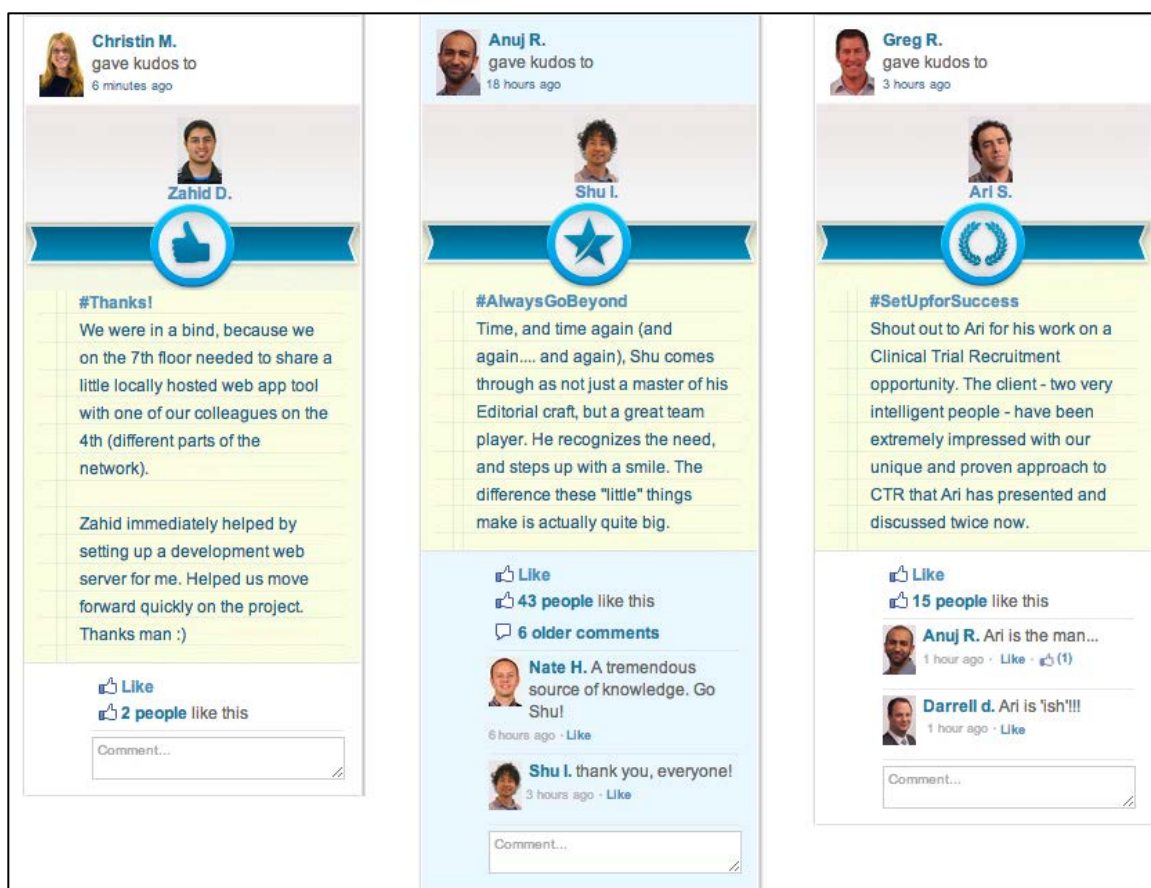 Christin M.
gave kudos to
6 minutes ago
Zahid D.
#Thanks!
We were in a bind, because we
on the 7th floor needed to share a
little locally hosted web app tool
with one of our colleagues on the
4th (different parts of the
network).
Zahid immediately helped by
setting up a development web
server for me. Helped us move
forward quickly on the project.
Thanks man :)
Like
2 people like this
Comment...
Anuj R.
gave kudos to
18 hours ago
Shu I.
#AlwaysGoBeyond
Time, and time again (and
again.... and again), Shu comes
through as not just a master of his
Editorial craft, but a great team
player. He recognizes the need,
and steps up with a smile. The
difference these "little" things
make is actually quite big.
Like
43 people like this
6 older comments
Nate H. A tremendous
source of knowledge. Go
Shu!
6 hours ago · Like
Shu I. thank you, everyone!
3 hours ago · Like
Comment...
Greg R.
gave kudos to
3 hours ago
Ari S.
#SetUpforSuccess
Shout out to Ari for his work on a
Clinical Trial Recruitment
opportunity. The client - two very
intelligent people - have been
extremely impressed with our
unique and proven approach to
CTR that Ari has presented and
discussed twice now.
Like
15 people like this
Anuj R. Ari is the man...
1 hour ago · Like · (1)
Darrell d. Ari is 'ish'!!!
1 hour ago · Like
Comment...